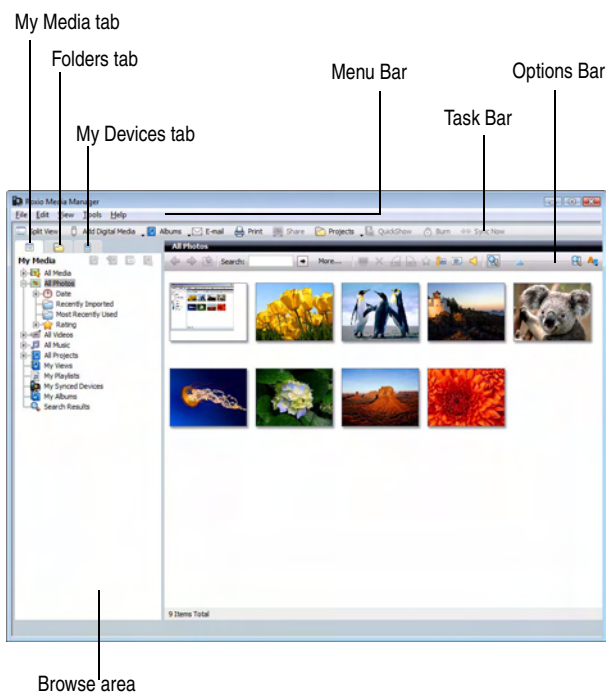 My Media tab
Folders tab
My Devices tab
Menu Bar
Task Bar
Options Bar
Roxio Media Manager
File Edit View Tools Help
Split View Add Digital Media Albums E-mail Print Share Projects QuickShow Burn Sync Now
My Media
All Photos
Search: More...
All Media
All Photos
Date
Recently Imported
Most Recently Used
Rating
All Videos
All Music
All Projects
My Views
My Playlists
My Synced Devices
My Albums
Search Results
9 Items Total
Browse area